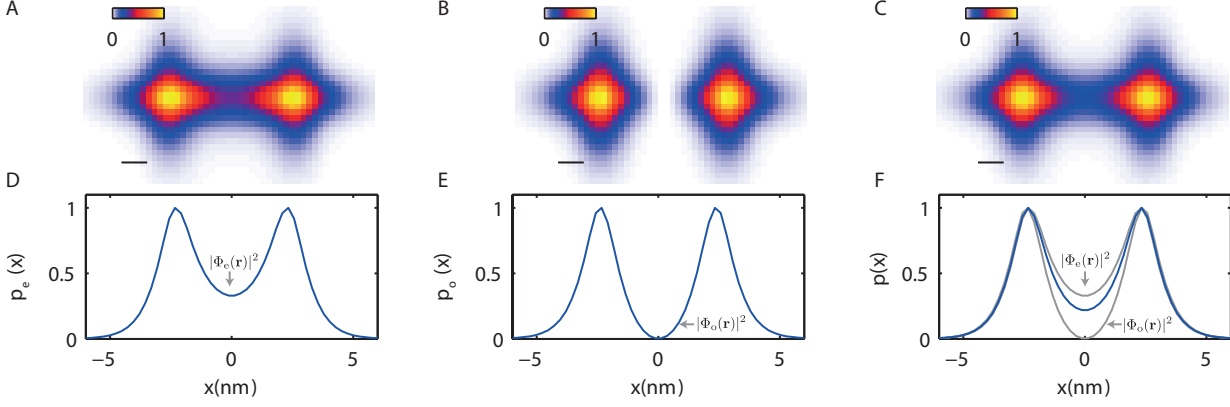 A
0 1
B
0 1
C
0 1
D
1
0.5
0
p_e (x)
|Φ_e(r)|²
−5 0 5
x(nm)
E
1
0.5
0
p_o (x)
|Φ_o(r)|²
−5 0 5
x(nm)
F
1
0.5
0
p(x)
|Φ_e(r)|²
|Φ_o(r)|²
−5 0 5
x(nm)